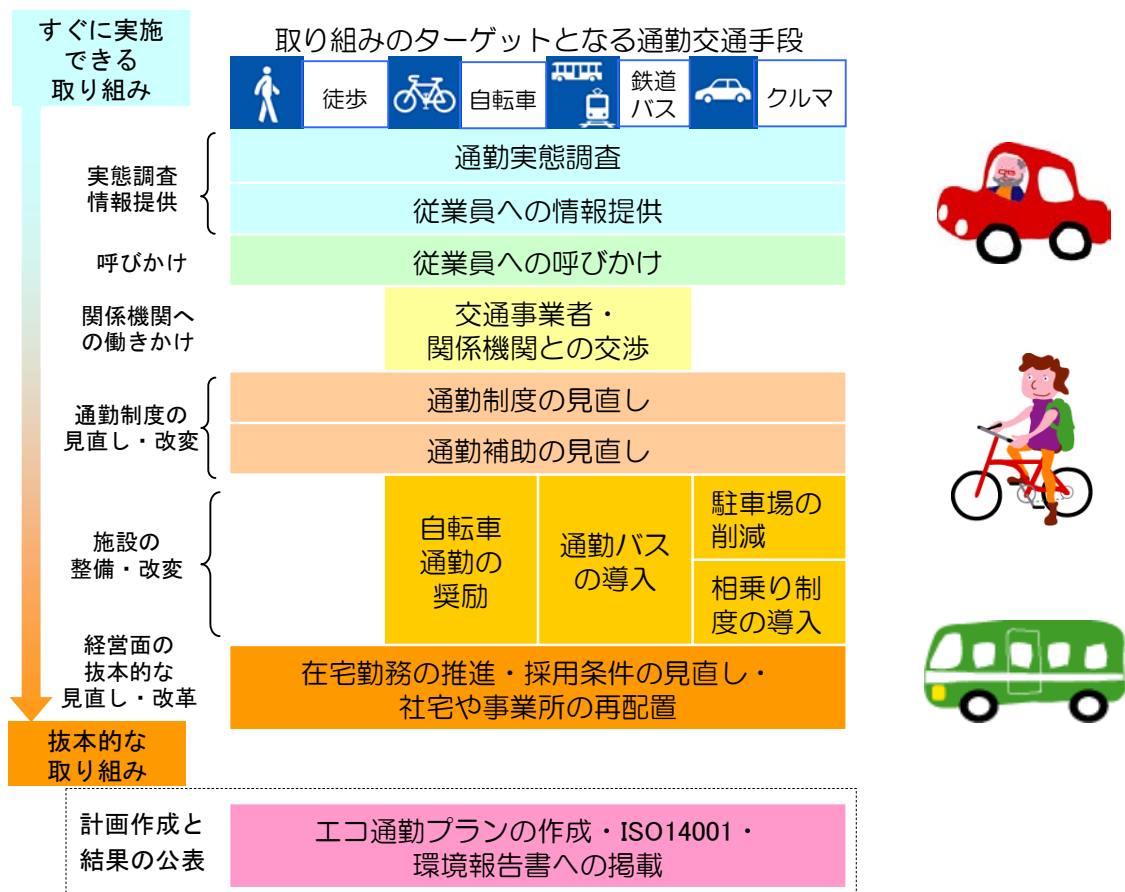 すぐに実施
できる
取り組み
取り組みのターゲットとなる通勤交通手段
徒歩
自転車
鉄道
バス
クルマ
実態調査
情報提供
通勤実態調査
従業員への情報提供
呼びかけ
従業員への呼びかけ
関係機関へ
の働きかけ
交通事業者・
関係機関との交渉
通勤制度の
見直し・改変
通勤制度の見直し
通勤補助の見直し
施設の
整備・改変
自転車
通勤の
奨励
通勤バス
の導入
駐車場の
削減
相乗り制
度の導入
経営面の
抜本的な
見直し・改革
在宅勤務の推進・採用条件の見直し・
社宅や事業所の再配置
抜本的な
取り組み
計画作成と
結果の公表
エコ通勤プランの作成・ISO14001・
環境報告書への掲載